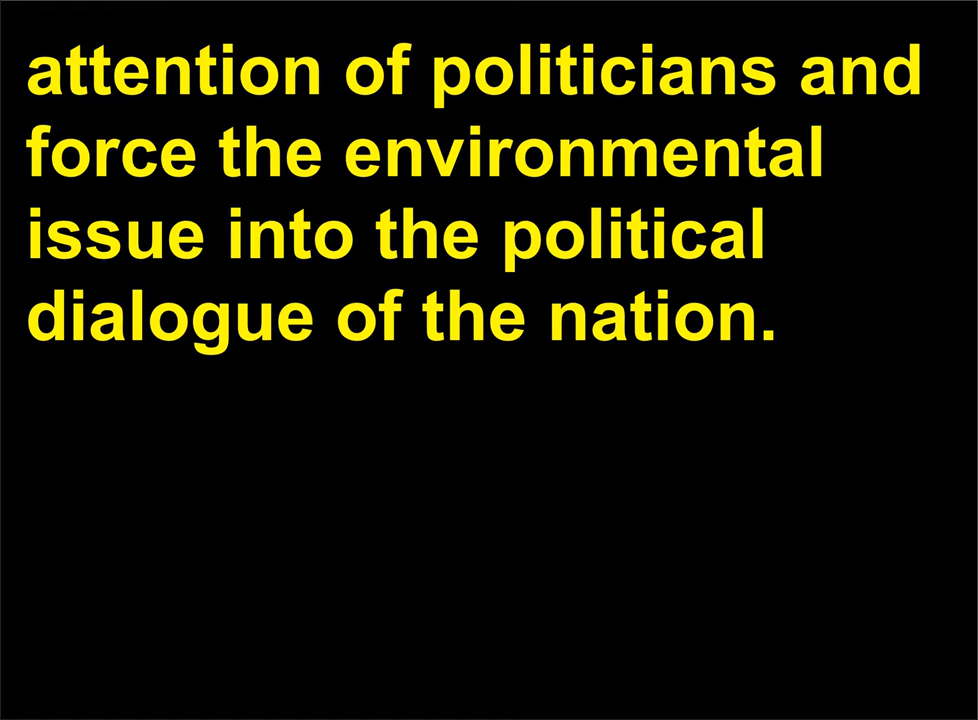 attention of politicians and
force the environmental
issue into the political
dialogue of the nation.